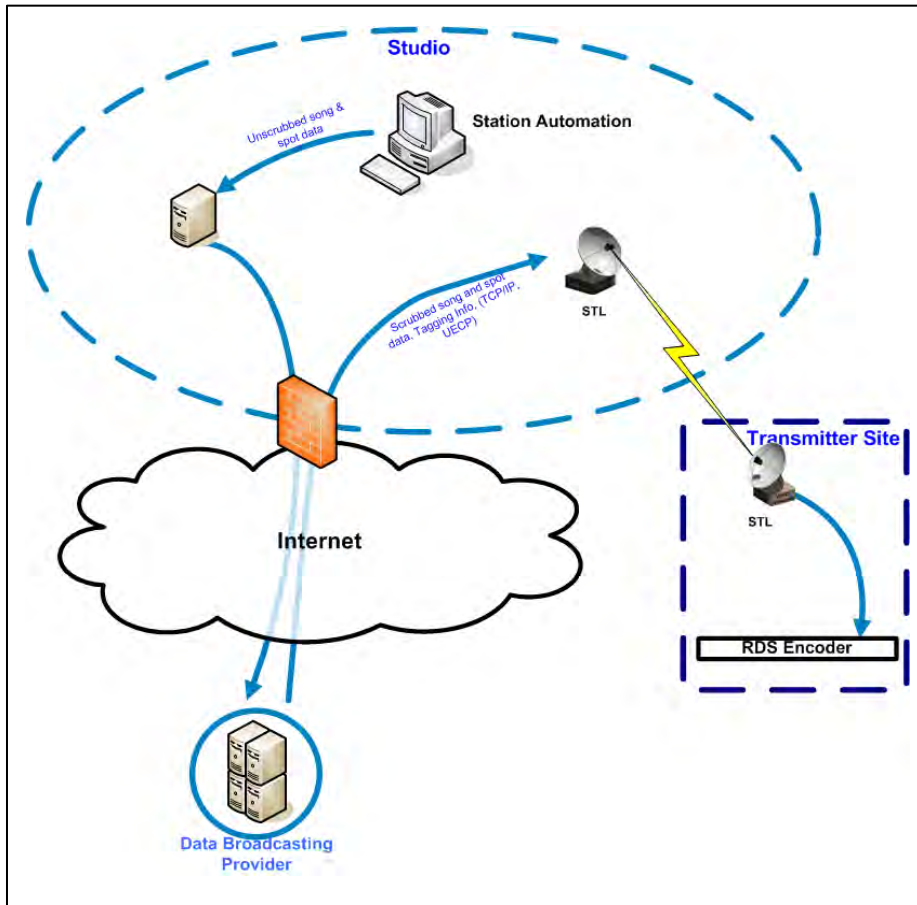 Studio
Station Automation
Unscrubbed song &
spot data
Scrubbed song and spot
data, Tagging Info, (TCP/IP,
UECP)
STL
Transmitter Site
STL
Internet
RDS Encoder
Data Broadcasting
Provider